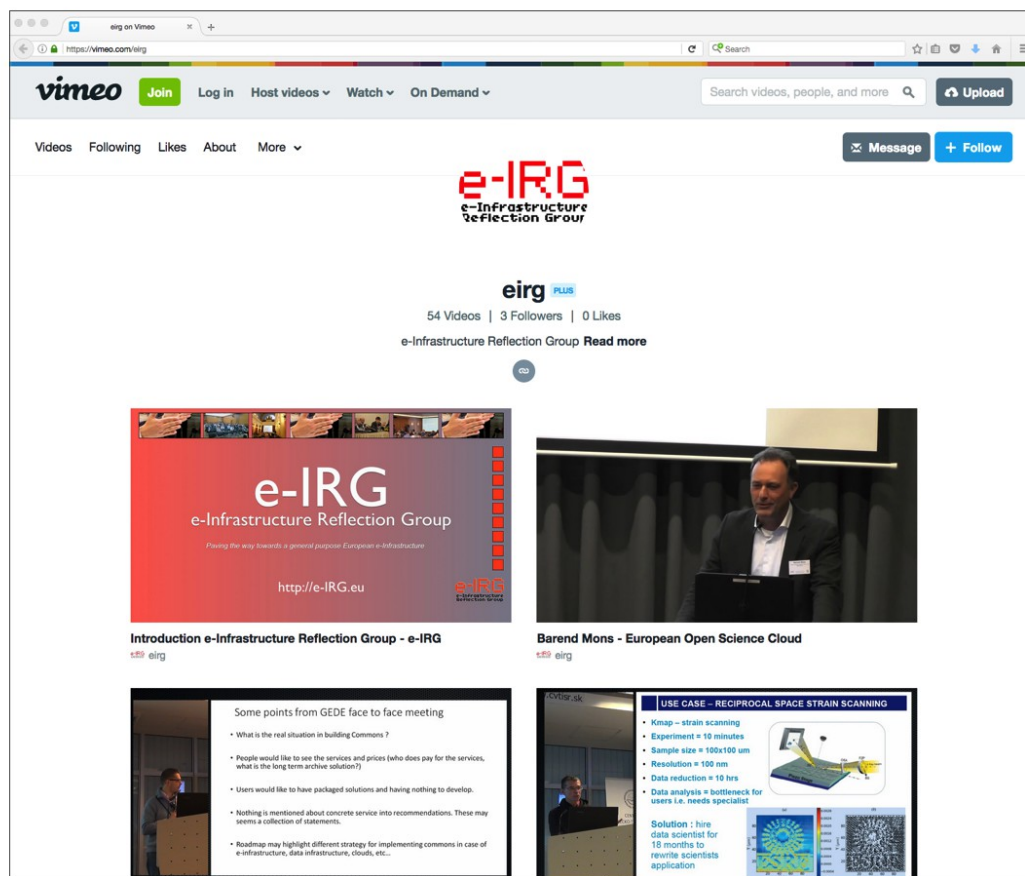 eirg on Vimeo
https://vimeo.com/eirg
Search
vimeo Join Log in Host videos Watch On Demand Search videos, people, and more Upload
Videos Following Likes About More Message + Follow
e-IRG
e-Infrastructure
Reflection Group
eirg PLUS
54 Videos | 3 Followers | 0 Likes
e-Infrastructure Reflection Group Read more
e-IRG
e-Infrastructure Reflection Group
Paving the way towards a general purpose European e-Infrastructure
http://e-IRG.eu
e-IRG
e-Infrastructure
Reflection Group
Introduction e-Infrastructure Reflection Group - e-IRG
e-IRG eirg
Barend Mons - European Open Science Cloud
e-IRG eirg
Some points from GEDE face to face meeting
• What is the real situation in building Commons ?
• People would like to see the services and prices (who does pay for the services,
what is the long term archive solution?)
• Users would like to have packaged solutions and having nothing to develop.
• Nothing is mentioned about concrete service into recommendations. These may
seems a collection of statements.
• Roadmap may highlight different strategy for implementing commons in case of
e-infrastructure, data infrastructure, clouds, etc...
.cvtisr.sk
USE CASE – RECIPROCAL SPACE STRAIN SCANNING
• Kmap – strain scanning
• Experiment = 10 minutes
• Sample size = 100x100 um
• Resolution = 100 nm
• Data reduction = 10 hrs
• Data analysis = bottleneck for
users i.e. needs specialist
Solution : hire
data scientist for
18 months to
rewrite scientists
application